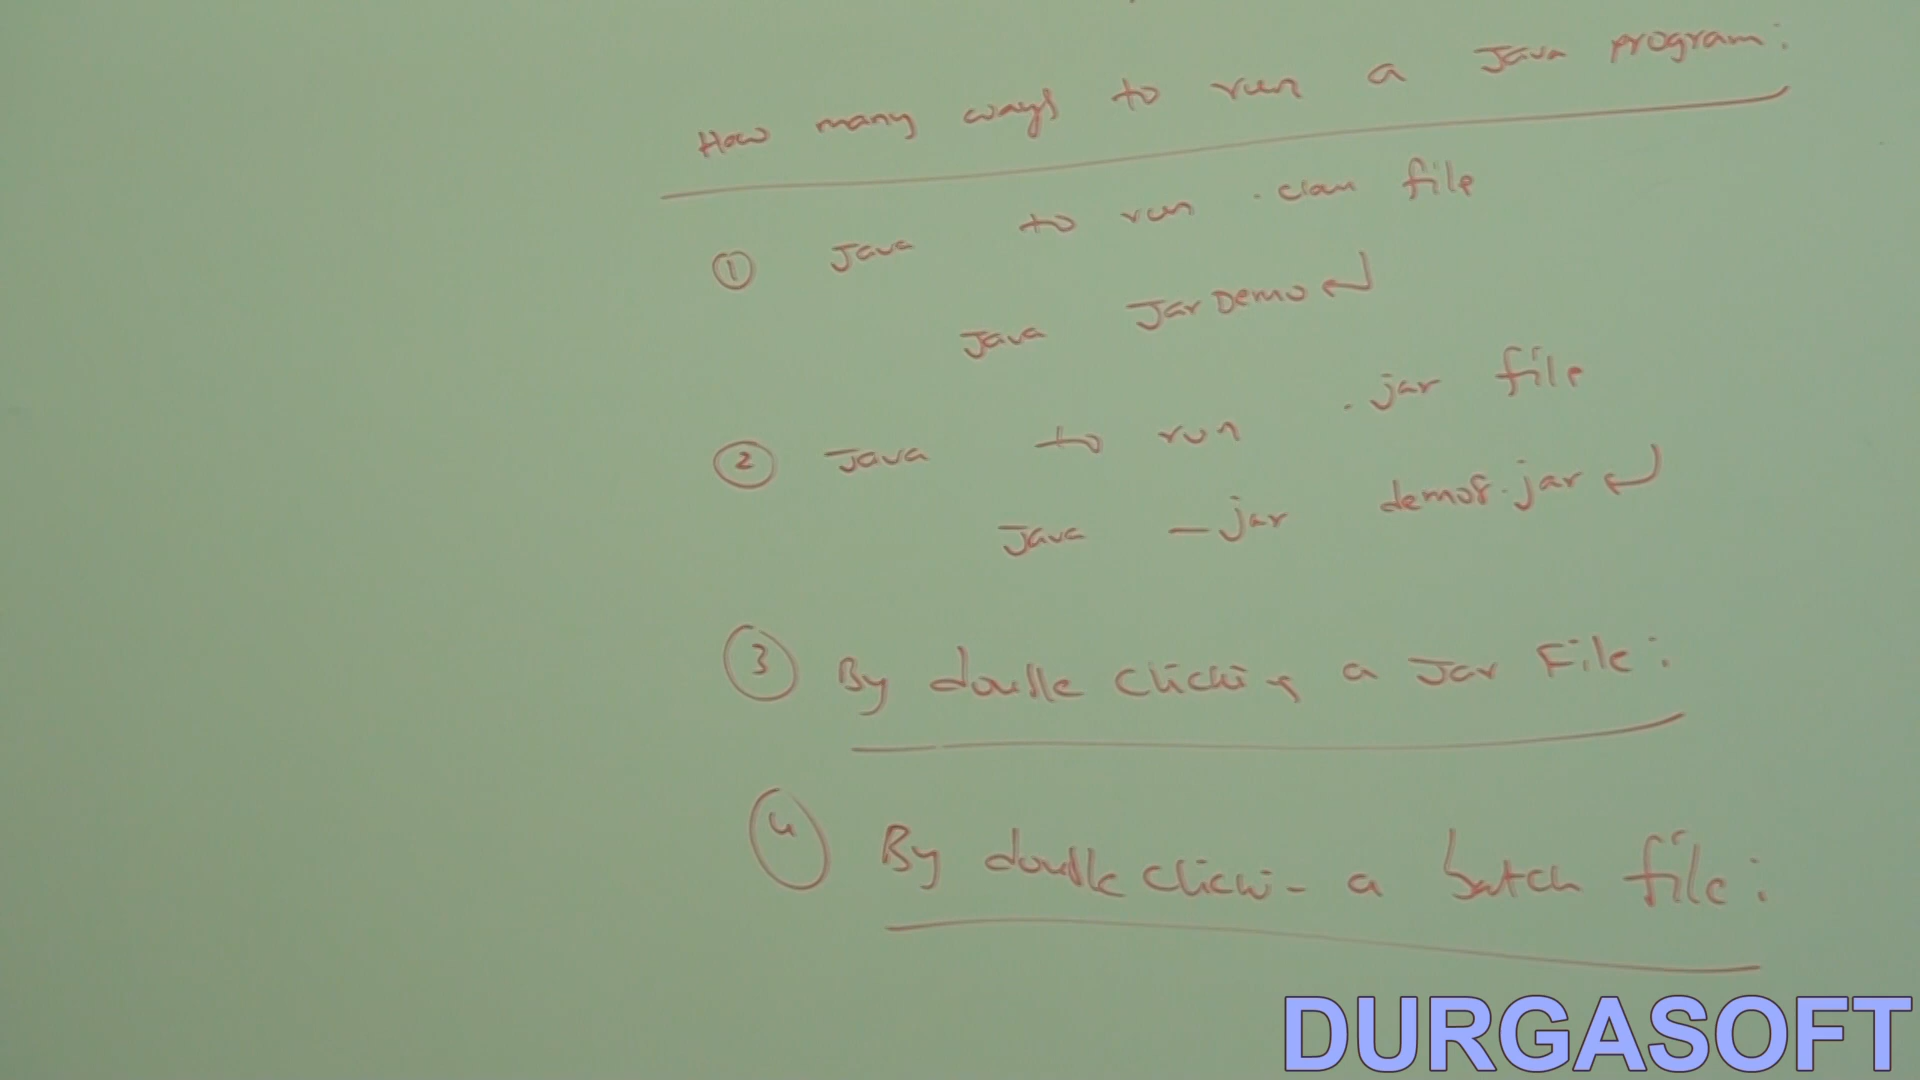 How many ways to run a Java program:
① Java to run .class file
Java JarDemo ↵
② Java to run .jar file
Java -jar demo8.jar ↵
③ By double clicking a Jar File:
④ By double clicking a batch file:
DURGASOFT